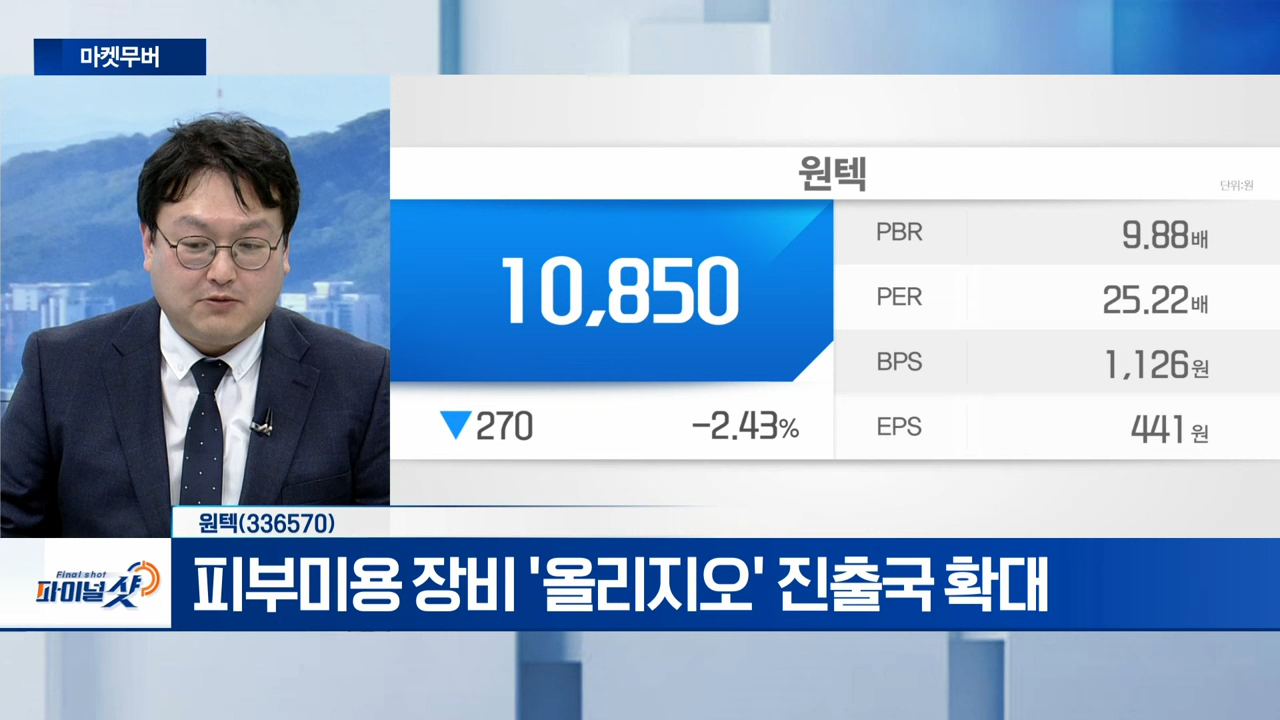 마켓무버
원텍
단위:원
10,850
▼270 -2.43%
PBR 9.88배
PER 25.22배
BPS 1,126원
EPS 441원
원텍(336570)
Final shot
파이널샷
피부미용 장비 '올리지오' 진출국 확대